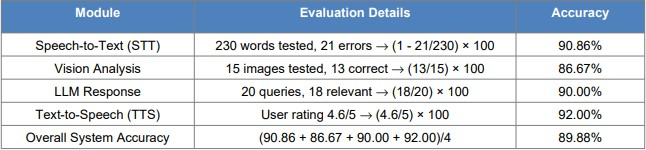 Module Evaluation Details Accuracy
Speech-to-Text (STT) 230 words tested, 21 errors → (1 - 21/230) × 100 90.86%
Vision Analysis 15 images tested, 13 correct → (13/15) × 100 86.67%
LLM Response 20 queries, 18 relevant → (18/20) × 100 90.00%
Text-to-Speech (TTS) User rating 4.6/5 → (4.6/5) × 100 92.00%
Overall System Accuracy (90.86 + 86.67 + 90.00 + 92.00)/4 89.88%